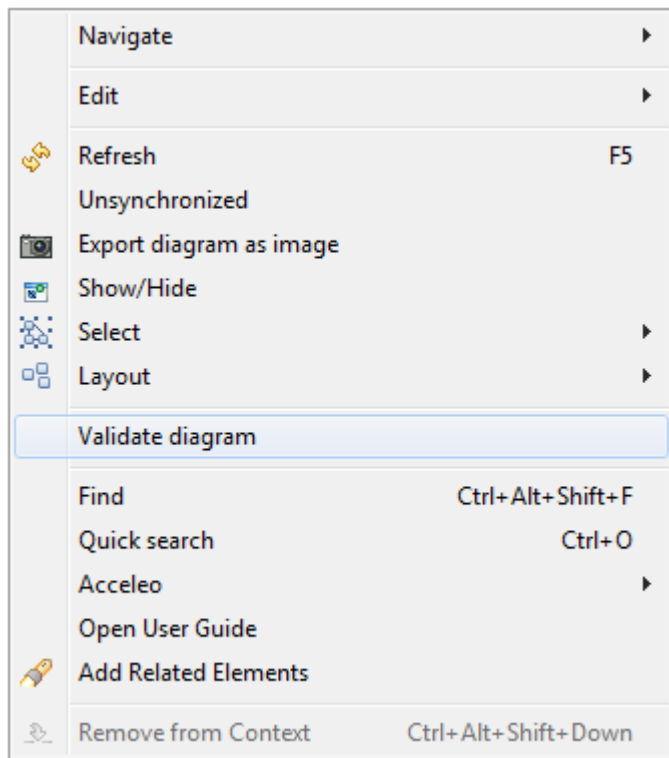 Navigate
Edit
Refresh F5
Unsynchronized
Export diagram as image
Show/Hide
Select
Layout
Validate diagram
Find Ctrl+Alt+Shift+F
Quick search Ctrl+O
Acceleo
Open User Guide
Add Related Elements
Remove from Context Ctrl+Alt+Shift+Down